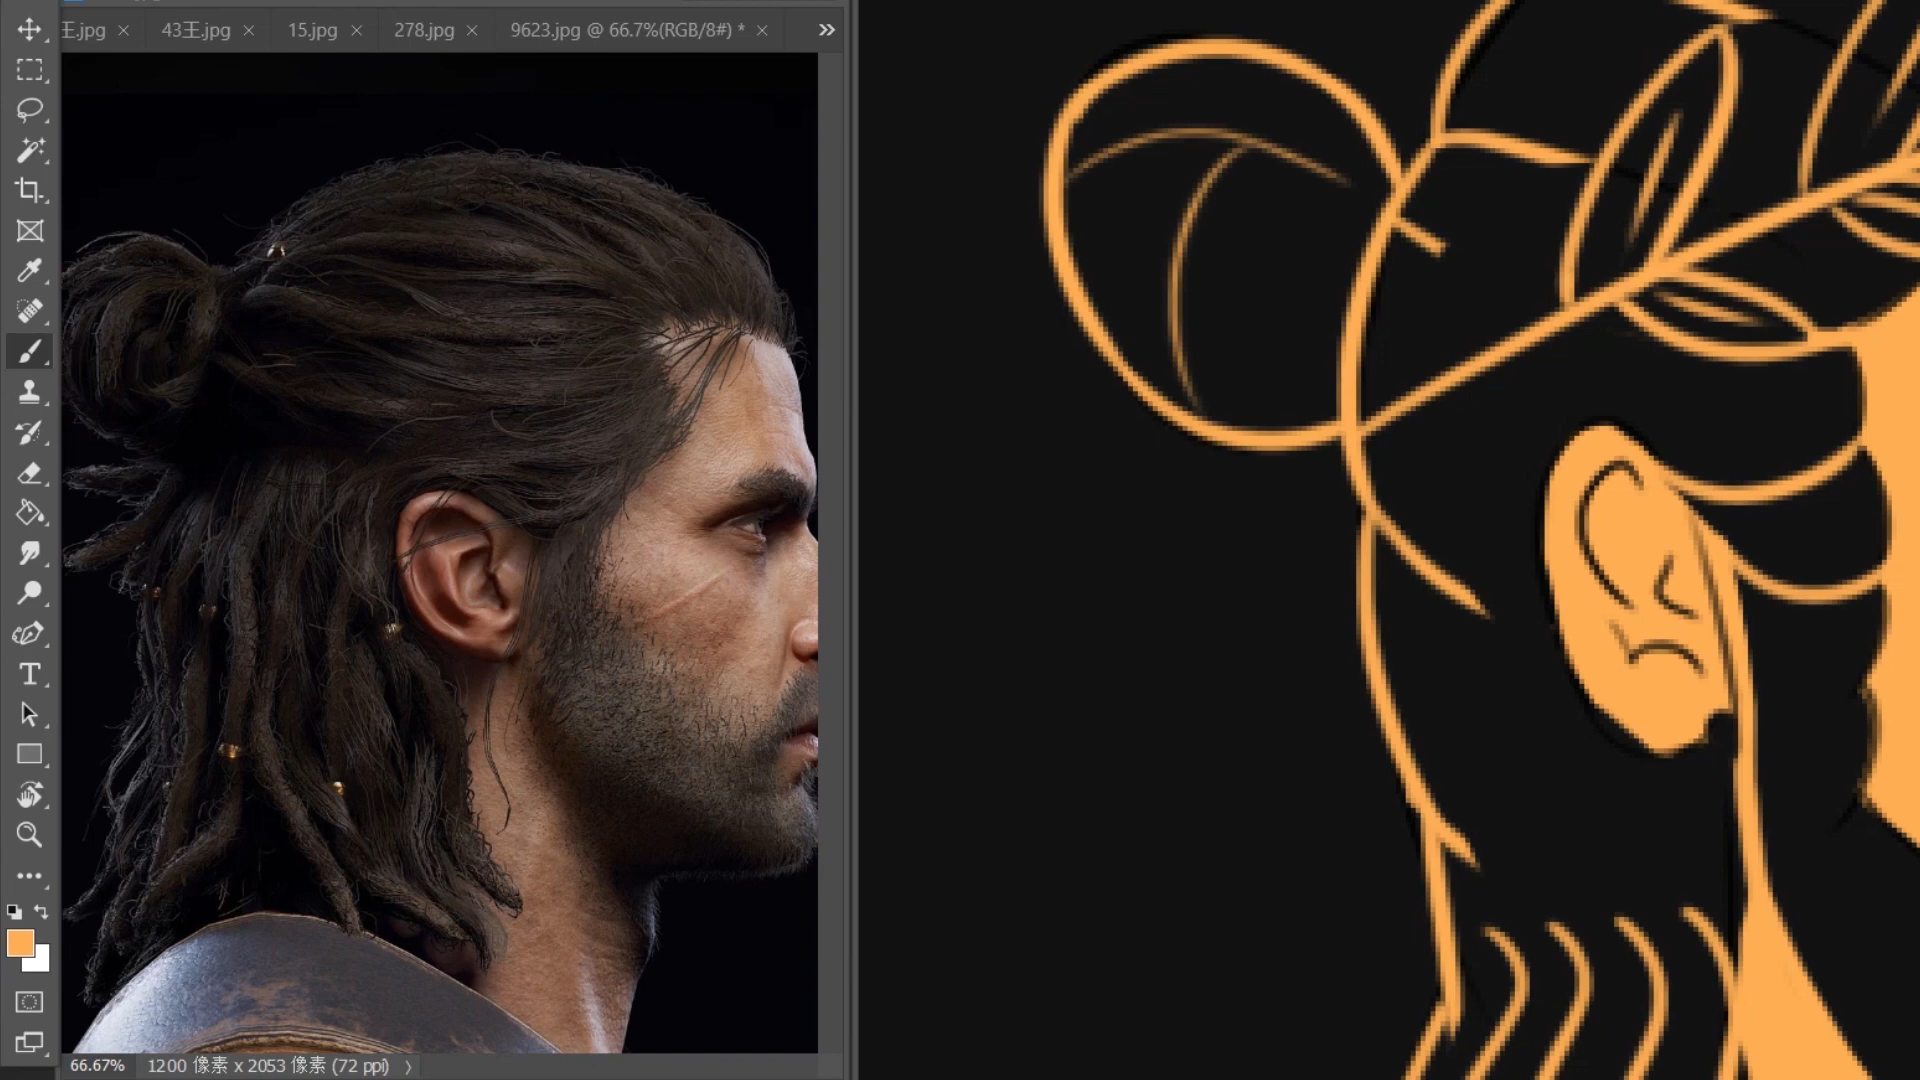 王.jpg × 43王.jpg × 15.jpg × 278.jpg × 9623.jpg @ 66.7%(RGB/8#) * × »
66.67% 1200 像素 x 2053 像素 (72 ppi) 〉